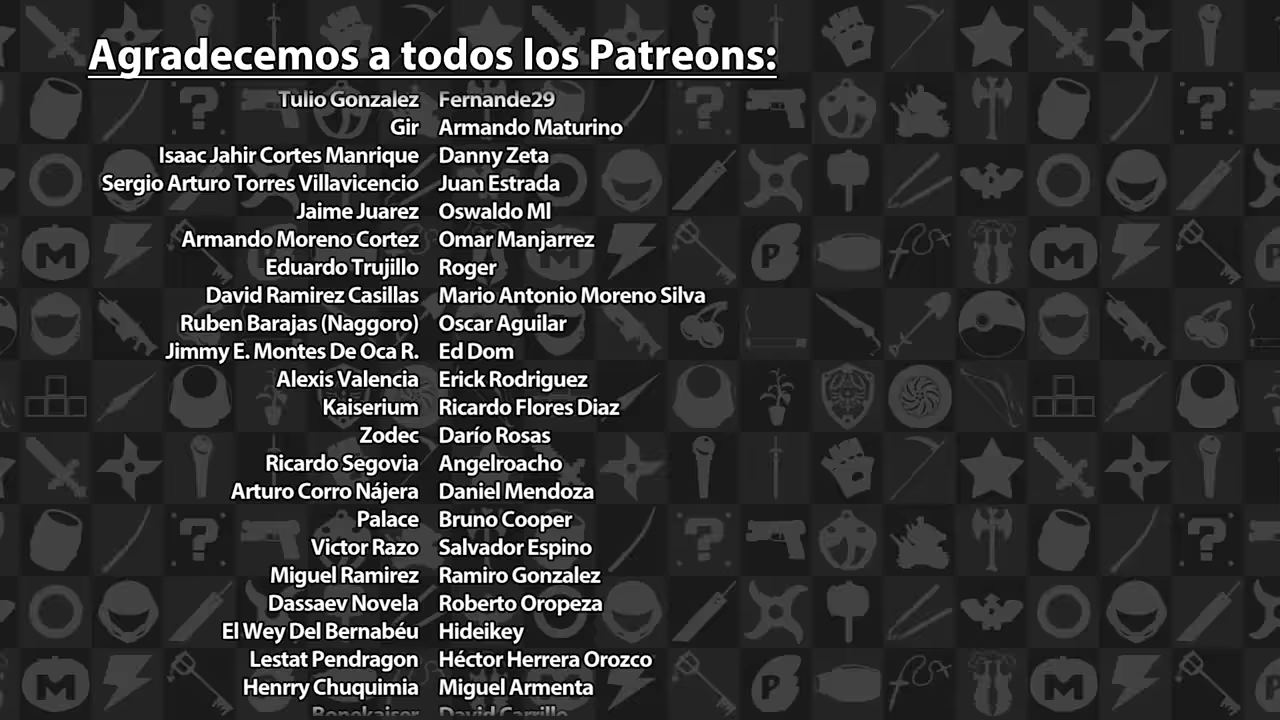 Agradecemos a todos los Patreons:
Tulio Gonzalez Fernande29
Gir Armando Maturino
Isaac Jahir Cortes Manrique Danny Zeta
Sergio Arturo Torres Villavicencio Juan Estrada
Jaime Juarez Oswaldo Ml
Armando Moreno Cortez Omar Manjarrez
Eduardo Trujillo Roger
David Ramirez Casillas Mario Antonio Moreno Silva
Ruben Barajas (Naggoro) Oscar Aguilar
Jimmy E. Montes De Oca R. Ed Dom
Alexis Valencia Erick Rodriguez
Kaiserium Ricardo Flores Diaz
Zodec Darío Rosas
Ricardo Segovia Angelroacho
Arturo Corro Nájera Daniel Mendoza
Palace Bruno Cooper
Victor Razo Salvador Espino
Miguel Ramirez Ramiro Gonzalez
Dassaev Novela Roberto Oropeza
El Wey Del Bernabéu Hideikey
Lestat Pendragon Héctor Herrera Orozco
Henrry Chuquimia Miguel Armenta
David Carrillo